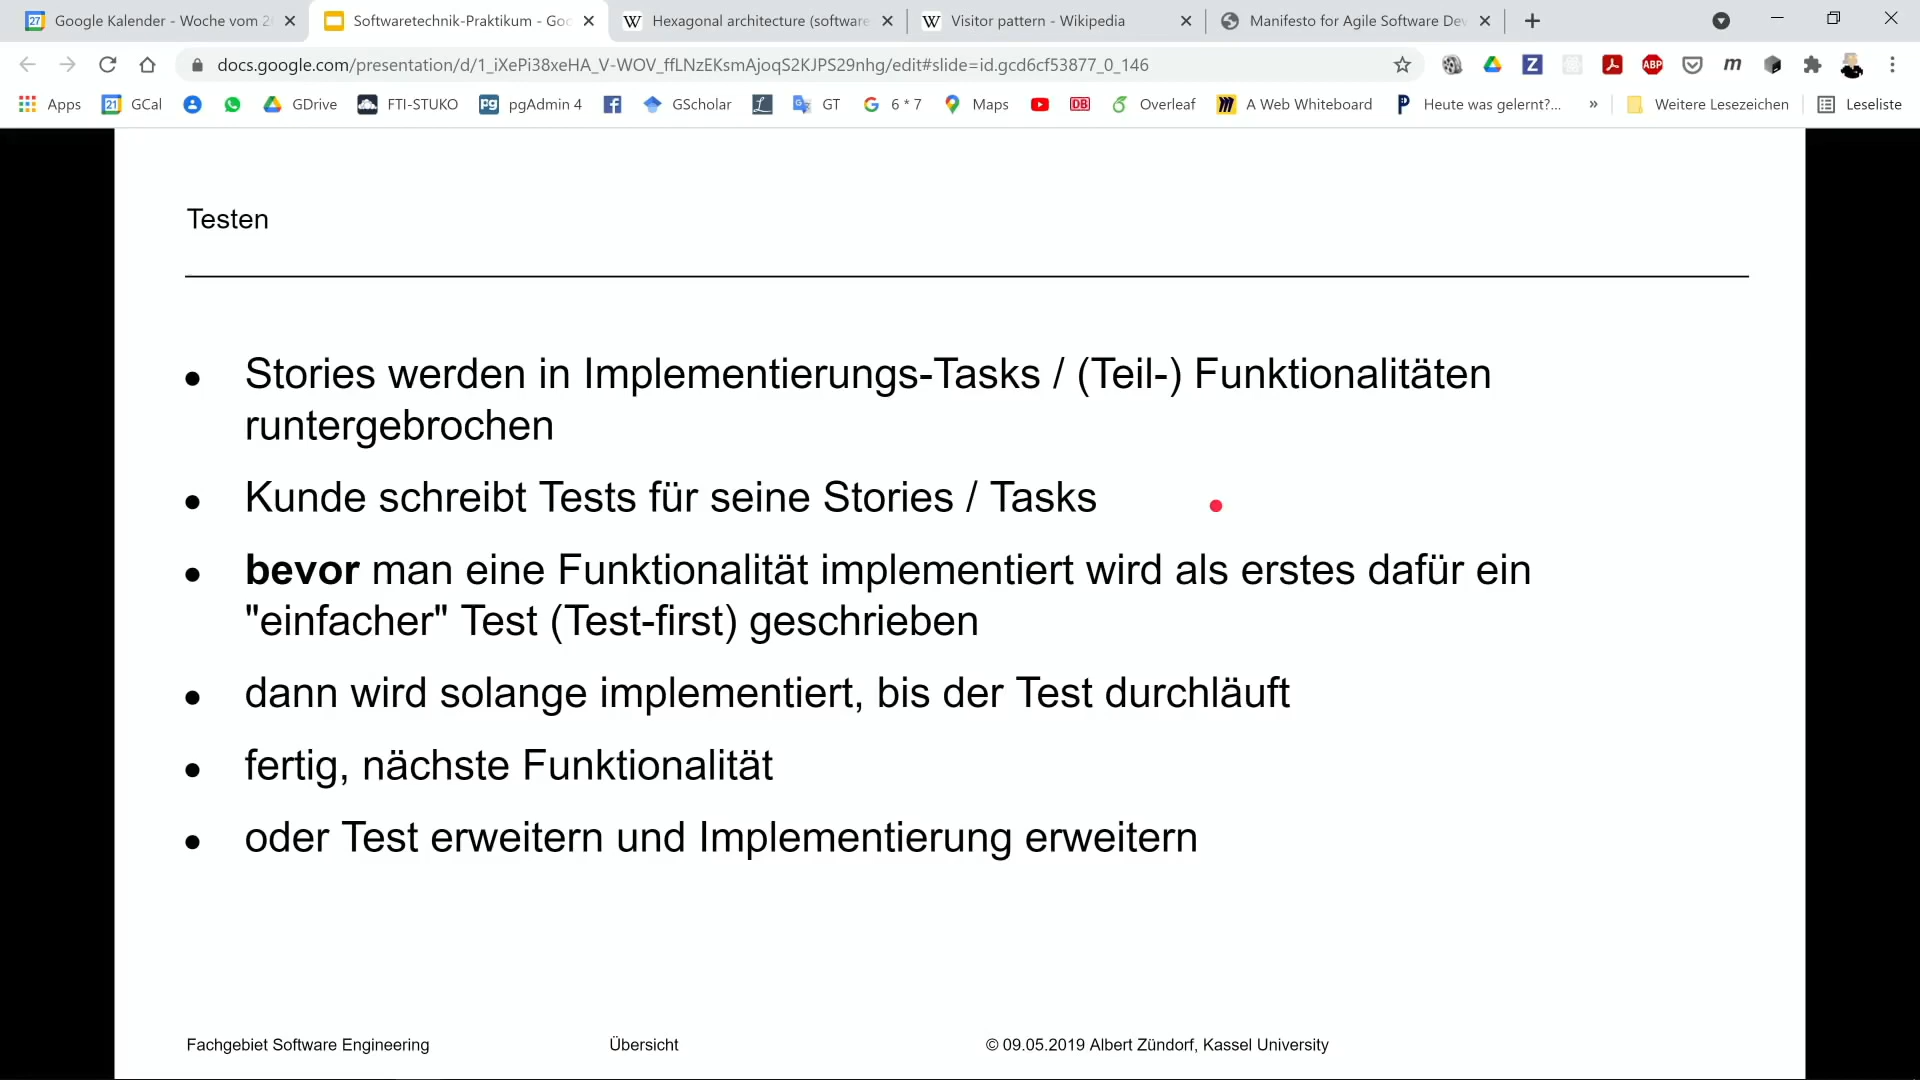 Google Kalender - Woche vom 2
Softwaretechnik-Praktikum - Goo
Hexagonal architecture (software
Visitor pattern - Wikipedia
Manifesto for Agile Software Dev
docs.google.com/presentation/d/1_iXePi38xeHA_V-WOV_ffLNzEKsmAjoqS2KJPS29nhg/edit#slide=id.gcd6cf53877_0_146
Apps GCal GDrive FTI-STUKO pgAdmin 4 GScholar GT 6 * 7 Maps Overleaf A Web Whiteboard Heute was gelernt?... » Weitere Lesezeichen Leseliste
Testen
● Stories werden in Implementierungs-Tasks / (Teil-) Funktionalitäten
runtergebrochen
● Kunde schreibt Tests für seine Stories / Tasks
● bevor man eine Funktionalität implementiert wird als erstes dafür ein
"einfacher" Test (Test-first) geschrieben
● dann wird solange implementiert, bis der Test durchläuft
● fertig, nächste Funktionalität
● oder Test erweitern und Implementierung erweitern
Fachgebiet Software Engineering
Übersicht
© 09.05.2019 Albert Zündorf, Kassel University